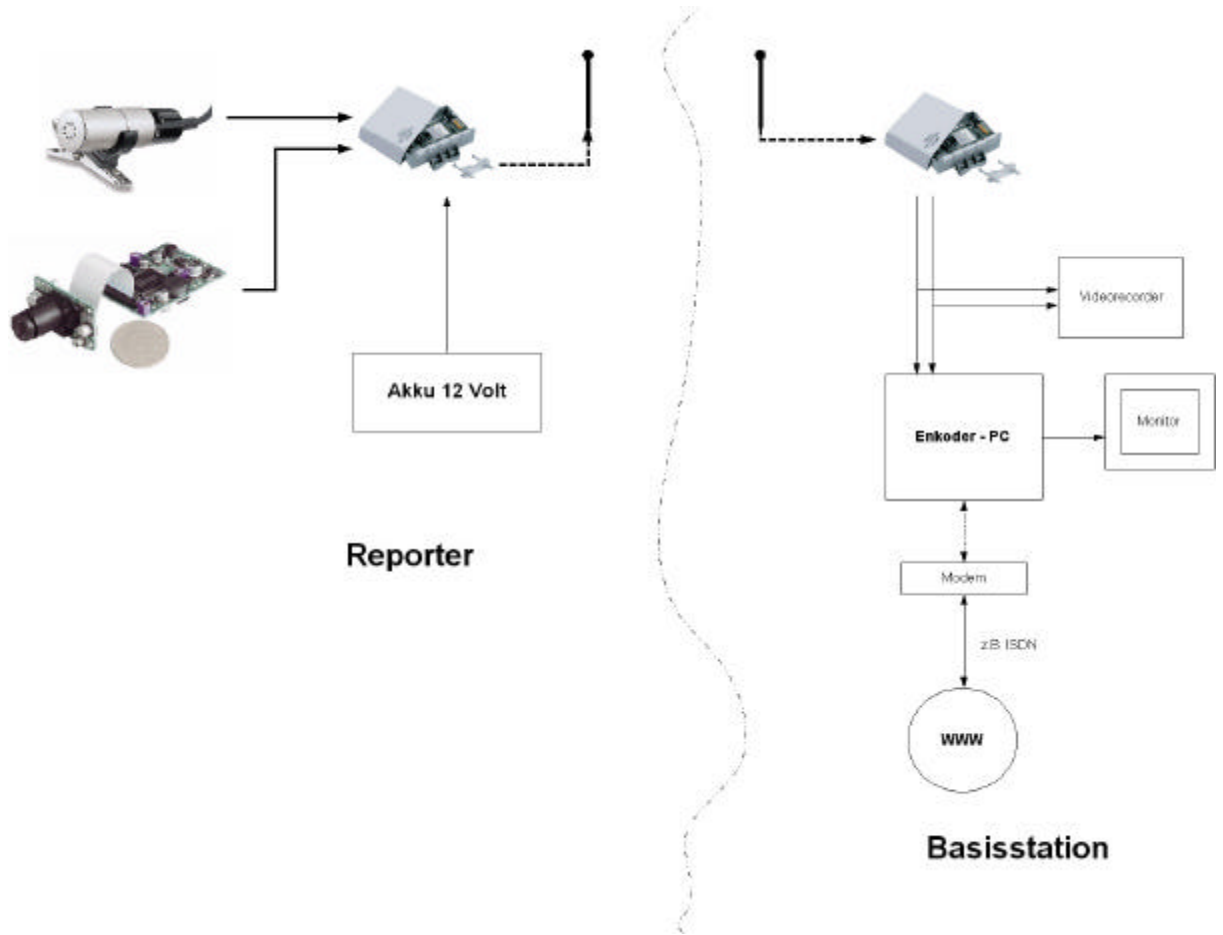 Videorecorder
Akku 12 Volt
Enkoder - PC
Monitor
Reporter
Modem
z.B. ISDN
WWW
Basisstation